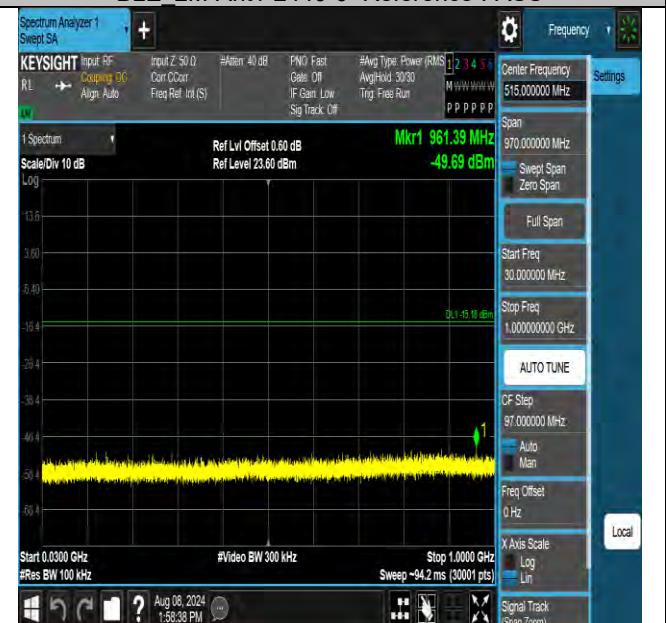 Spectrum Analyzer 1
Swept SA
+
Frequency
KEYSIGHT
R L
Input: RF
Coupling: DC
Align: Auto
Input Z: 50 Ω
Corr CCorr
Freq Ref: Int (S)
#Atten: 40 dB
PNO: Fast
Gate: Off
IF Gain: Low
Sig Track: Off
#Avg Type: Power (RMS
Avg|Hold: 30/30
Trig: Free Run
1 2 3 4 5 6
M W W W W W
P P P P P P
Center Frequency
515.000000 MHz
Settings
1 Spectrum
Scale/Div 10 dB
Log
Ref Lvl Offset 0.60 dB
Ref Level 23.60 dBm
Mkr1 961.39 MHz
-49.69 dBm
Span
970.000000 MHz
Swept Span
Zero Span
Full Span
Start Freq
30.000000 MHz
Stop Freq
1.000000000 GHz
AUTO TUNE
CF Step
97.000000 MHz
Auto
Man
Freq Offset
0 Hz
X Axis Scale
Log
Lin
Local
Signal Track
(Span Zoom)
13.6
3.60
-6.40
-16.4
-26.4
-36.4
-46.4
-56.4
-66.4
1
Start 0.0300 GHz
#Res BW 100 kHz
#Video BW 300 kHz
Stop 1.0000 GHz
Sweep ~94.2 ms (30001 pts)
?
Aug 08, 2024
1:58:38 PM